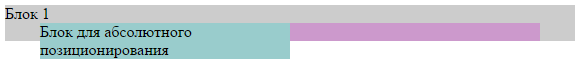 Блок 1
Блок для абсолютного
позиционирования